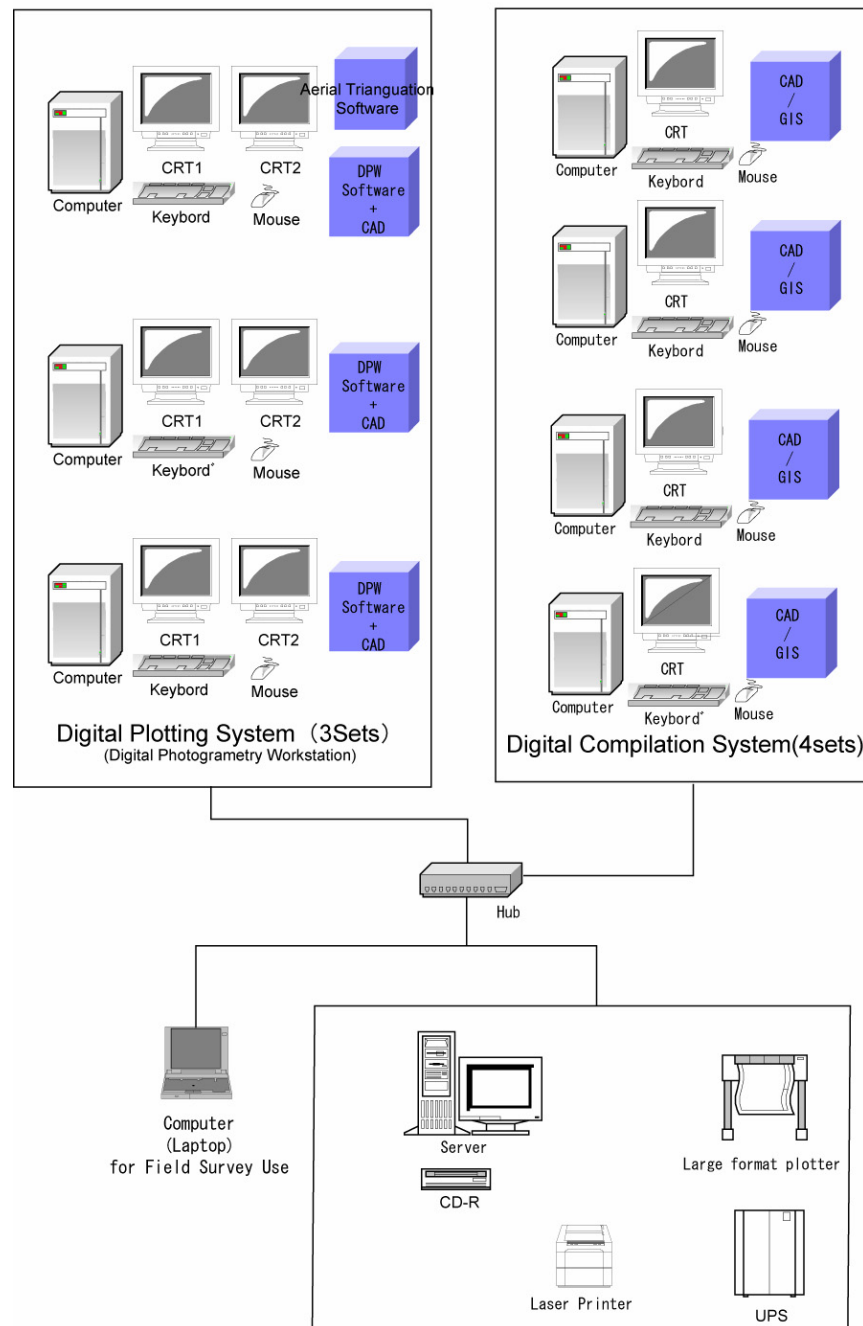 Aerial Trianguation
Software
CRT1
CRT2
Computer
Keybord
Mouse
DPW
Software
+
CAD
CRT1
CRT2
Computer
Keybord゛
Mouse
DPW
Software
+
CAD
CRT1
CRT2
Computer
Keybord
Mouse
DPW
Software
+
CAD
Digital Plotting System （3Sets）
(Digital Photogrametry Workstation)
CAD
/
GIS
CRT
Computer
Keybord
Mouse
CAD
/
GIS
CRT
Computer
Keybord
Mouse
CAD
/
GIS
CRT
Computer
Keybord
Mouse
CAD
/
GIS
CRT
Computer
Keybord゛
Mouse
Digital Compilation System(4sets)
Hub
Computer
(Laptop)
for Field Survey Use
Server
CD-R
Large format plotter
Laser Printer
UPS